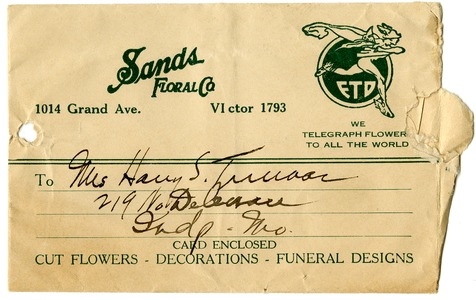 Sands
FLORAL CO
1014 Grand Ave. VIctor 1793
FTD
WE
TELEGRAPH FLOWERS
TO ALL THE WORLD
To Mrs Harry S. Truman
219 No. Delaware
Indp - Mo.
CARD ENCLOSED
CUT FLOWERS - DECORATIONS - FUNERAL DESIGNS